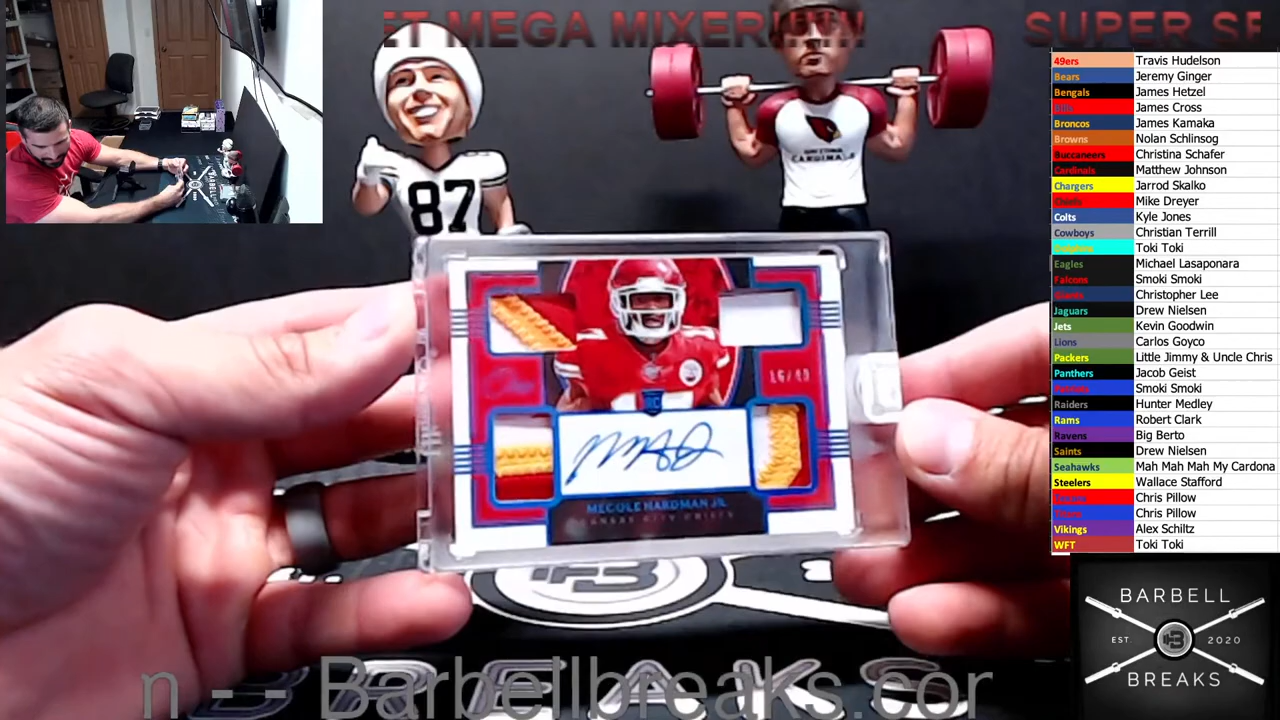 ET MEGA MIXER!!!!!!
SUPER SE
49ers Travis Hudelson
Bears Jeremy Ginger
Bengals James Hetzel
Bills James Cross
Broncos James Kamaka
Browns Nolan Schlinsog
Buccaneers Christina Schafer
Cardinals Matthew Johnson
Chargers Jarrod Skalko
Chiefs Mike Dreyer
Colts Kyle Jones
Cowboys Christian Terrill
Dolphins Toki Toki
Eagles Michael Lasaponara
Falcons Smoki Smoki
Giants Christopher Lee
Jaguars Drew Nielsen
Jets Kevin Goodwin
Lions Carlos Goyco
Packers Little Jimmy & Uncle Chris
Panthers Jacob Geist
Patriots Smoki Smoki
Raiders Hunter Medley
Rams Robert Clark
Ravens Big Berto
Saints Drew Nielsen
Seahawks Mah Mah Mah My Cardona
Steelers Wallace Stafford
Texans Chris Pillow
Titans Chris Pillow
Vikings Alex Schiltz
WFT Toki Toki
87
CARDINALS
16/49
RC
MECOLE HARDMAN JR.
KANSAS CITY CHIEFS
BARBELL
EST. 2020
BREAKS
BREAKS
n - - Barbellbreaks.cor
BARBELL